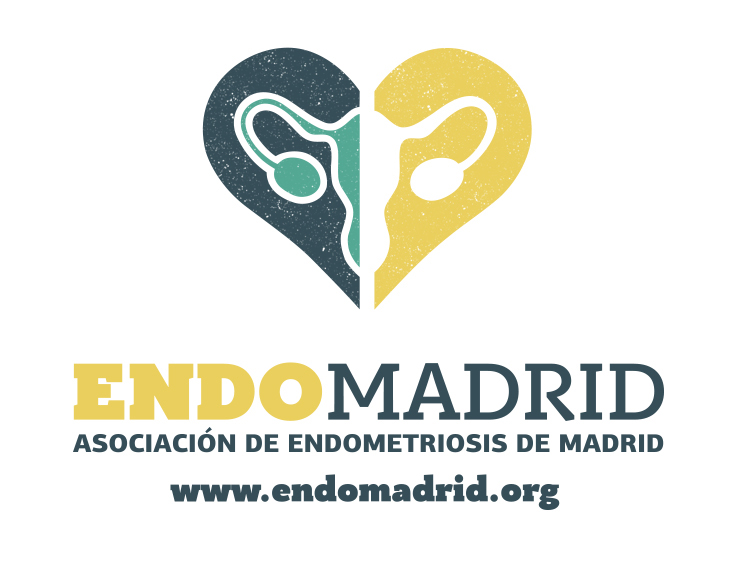 ENDOMADRID
ASOCIACIÓN DE ENDOMETRIOSIS DE MADRID
www.endomadrid.org